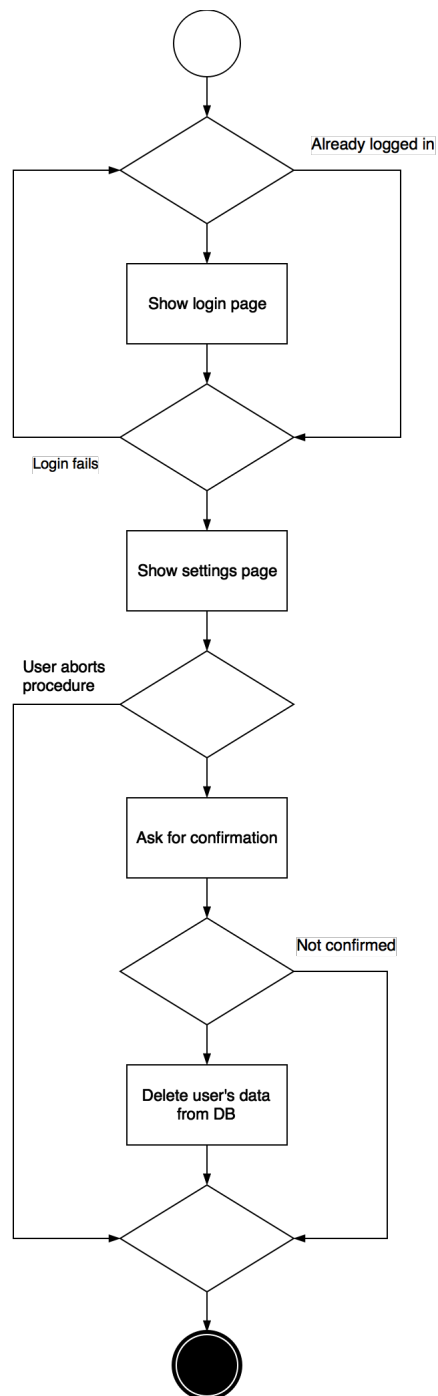 Already logged in
Show login page
Login fails
Show settings page
User aborts
procedure
Ask for confirmation
Not confirmed
Delete user's data
from DB